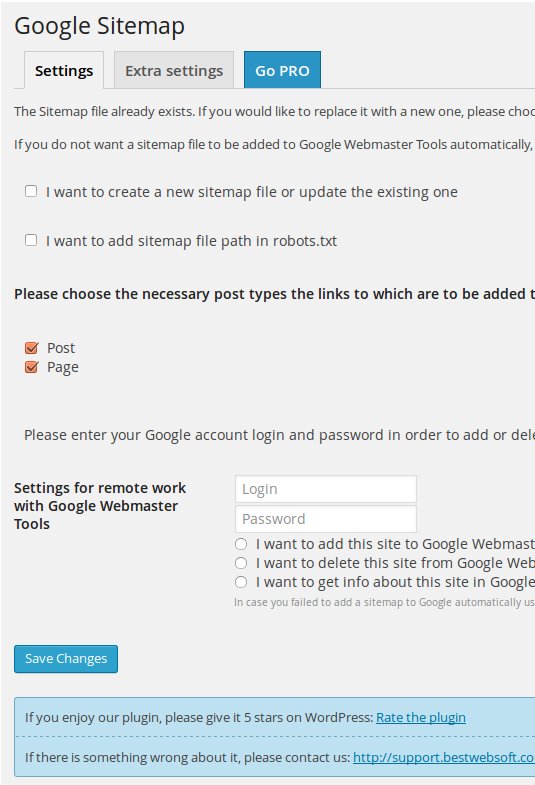 Google Sitemap
Settings Extra settings Go PRO
The Sitemap file already exists. If you would like to replace it with a new one, please choo
If you do not want a sitemap file to be added to Google Webmaster Tools automatically,
I want to create a new sitemap file or update the existing one
I want to add sitemap file path in robots.txt
Please choose the necessary post types the links to which are to be added t
Post
Page
Please enter your Google account login and password in order to add or dele
Settings for remote work
with Google Webmaster
Tools
Login
Password
I want to add this site to Google Webmast
I want to delete this site from Google Web
I want to get info about this site in Google
In case you failed to add a sitemap to Google automatically us
Save Changes
If you enjoy our plugin, please give it 5 stars on WordPress: Rate the plugin
If there is something wrong about it, please contact us: http://support.bestwebsoft.co